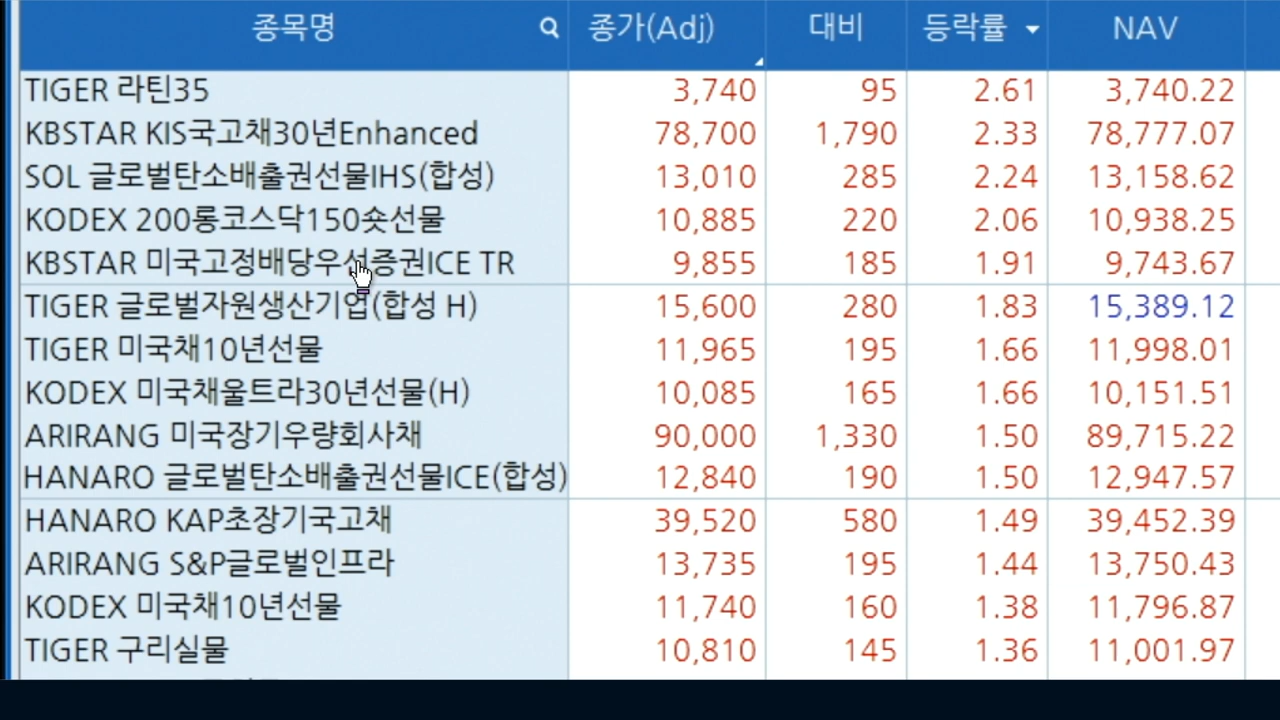 종목명 종가(Adj) 대비 등락률 NAV
TIGER 라틴35 3,740 95 2.61 3,740.22
KBSTAR KIS국고채30년Enhanced 78,700 1,790 2.33 78,777.07
SOL 글로벌탄소배출권선물IHS(합성) 13,010 285 2.24 13,158.62
KODEX 200롱코스닥150숏선물 10,885 220 2.06 10,938.25
KBSTAR 미국고정배당우선증권ICE TR 9,855 185 1.91 9,743.67
TIGER 글로벌자원생산기업(합성 H) 15,600 280 1.83 15,389.12
TIGER 미국채10년선물 11,965 195 1.66 11,998.01
KODEX 미국채울트라30년선물(H) 10,085 165 1.66 10,151.51
ARIRANG 미국장기우량회사채 90,000 1,330 1.50 89,715.22
HANARO 글로벌탄소배출권선물ICE(합성) 12,840 190 1.50 12,947.57
HANARO KAP초장기국고채 39,520 580 1.49 39,452.39
ARIRANG S&P글로벌인프라 13,735 195 1.44 13,750.43
KODEX 미국채10년선물 11,740 160 1.38 11,796.87
TIGER 구리실물 10,810 145 1.36 11,001.97